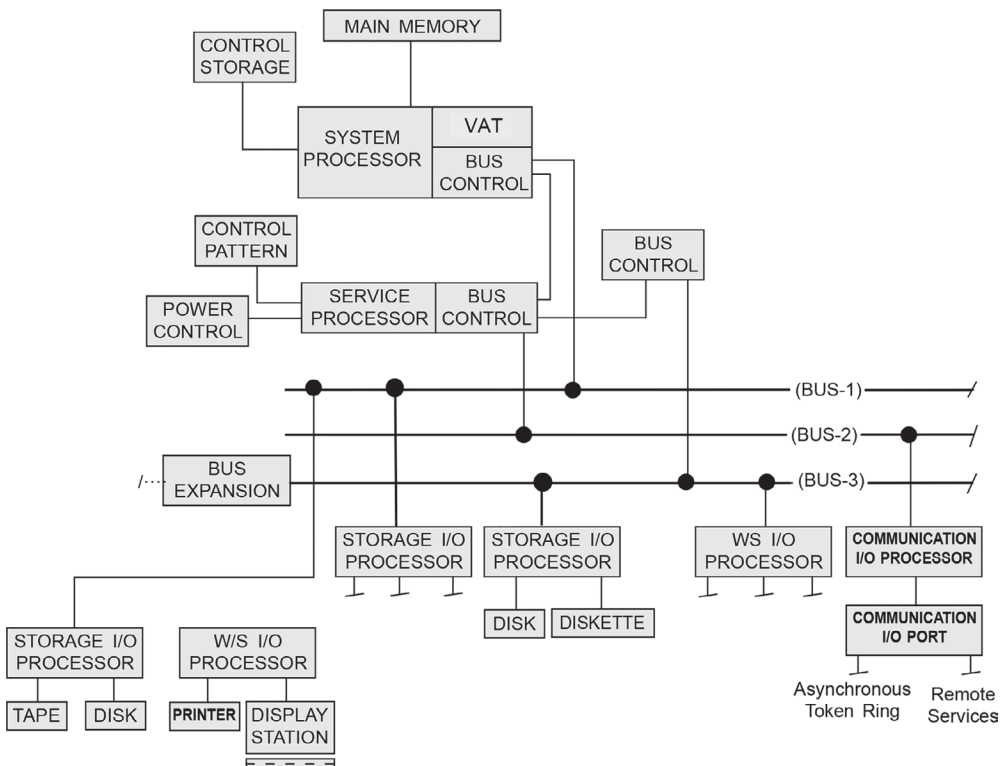 MAIN MEMORY
CONTROL
STORAGE
SYSTEM
PROCESSOR
VAT
BUS
CONTROL
CONTROL
PATTERN
BUS
CONTROL
POWER
CONTROL
SERVICE
PROCESSOR
BUS
CONTROL
(BUS-1)
(BUS-2)
BUS
EXPANSION
(BUS-3)
STORAGE I/O
PROCESSOR
STORAGE I/O
PROCESSOR
WS I/O
PROCESSOR
COMMUNICATION
I/O PROCESSOR
DISK
DISKETTE
COMMUNICATION
I/O PORT
STORAGE I/O
PROCESSOR
W/S I/O
PROCESSOR
Asynchronous
Token Ring
Remote
Services
TAPE
DISK
PRINTER
DISPLAY
STATION